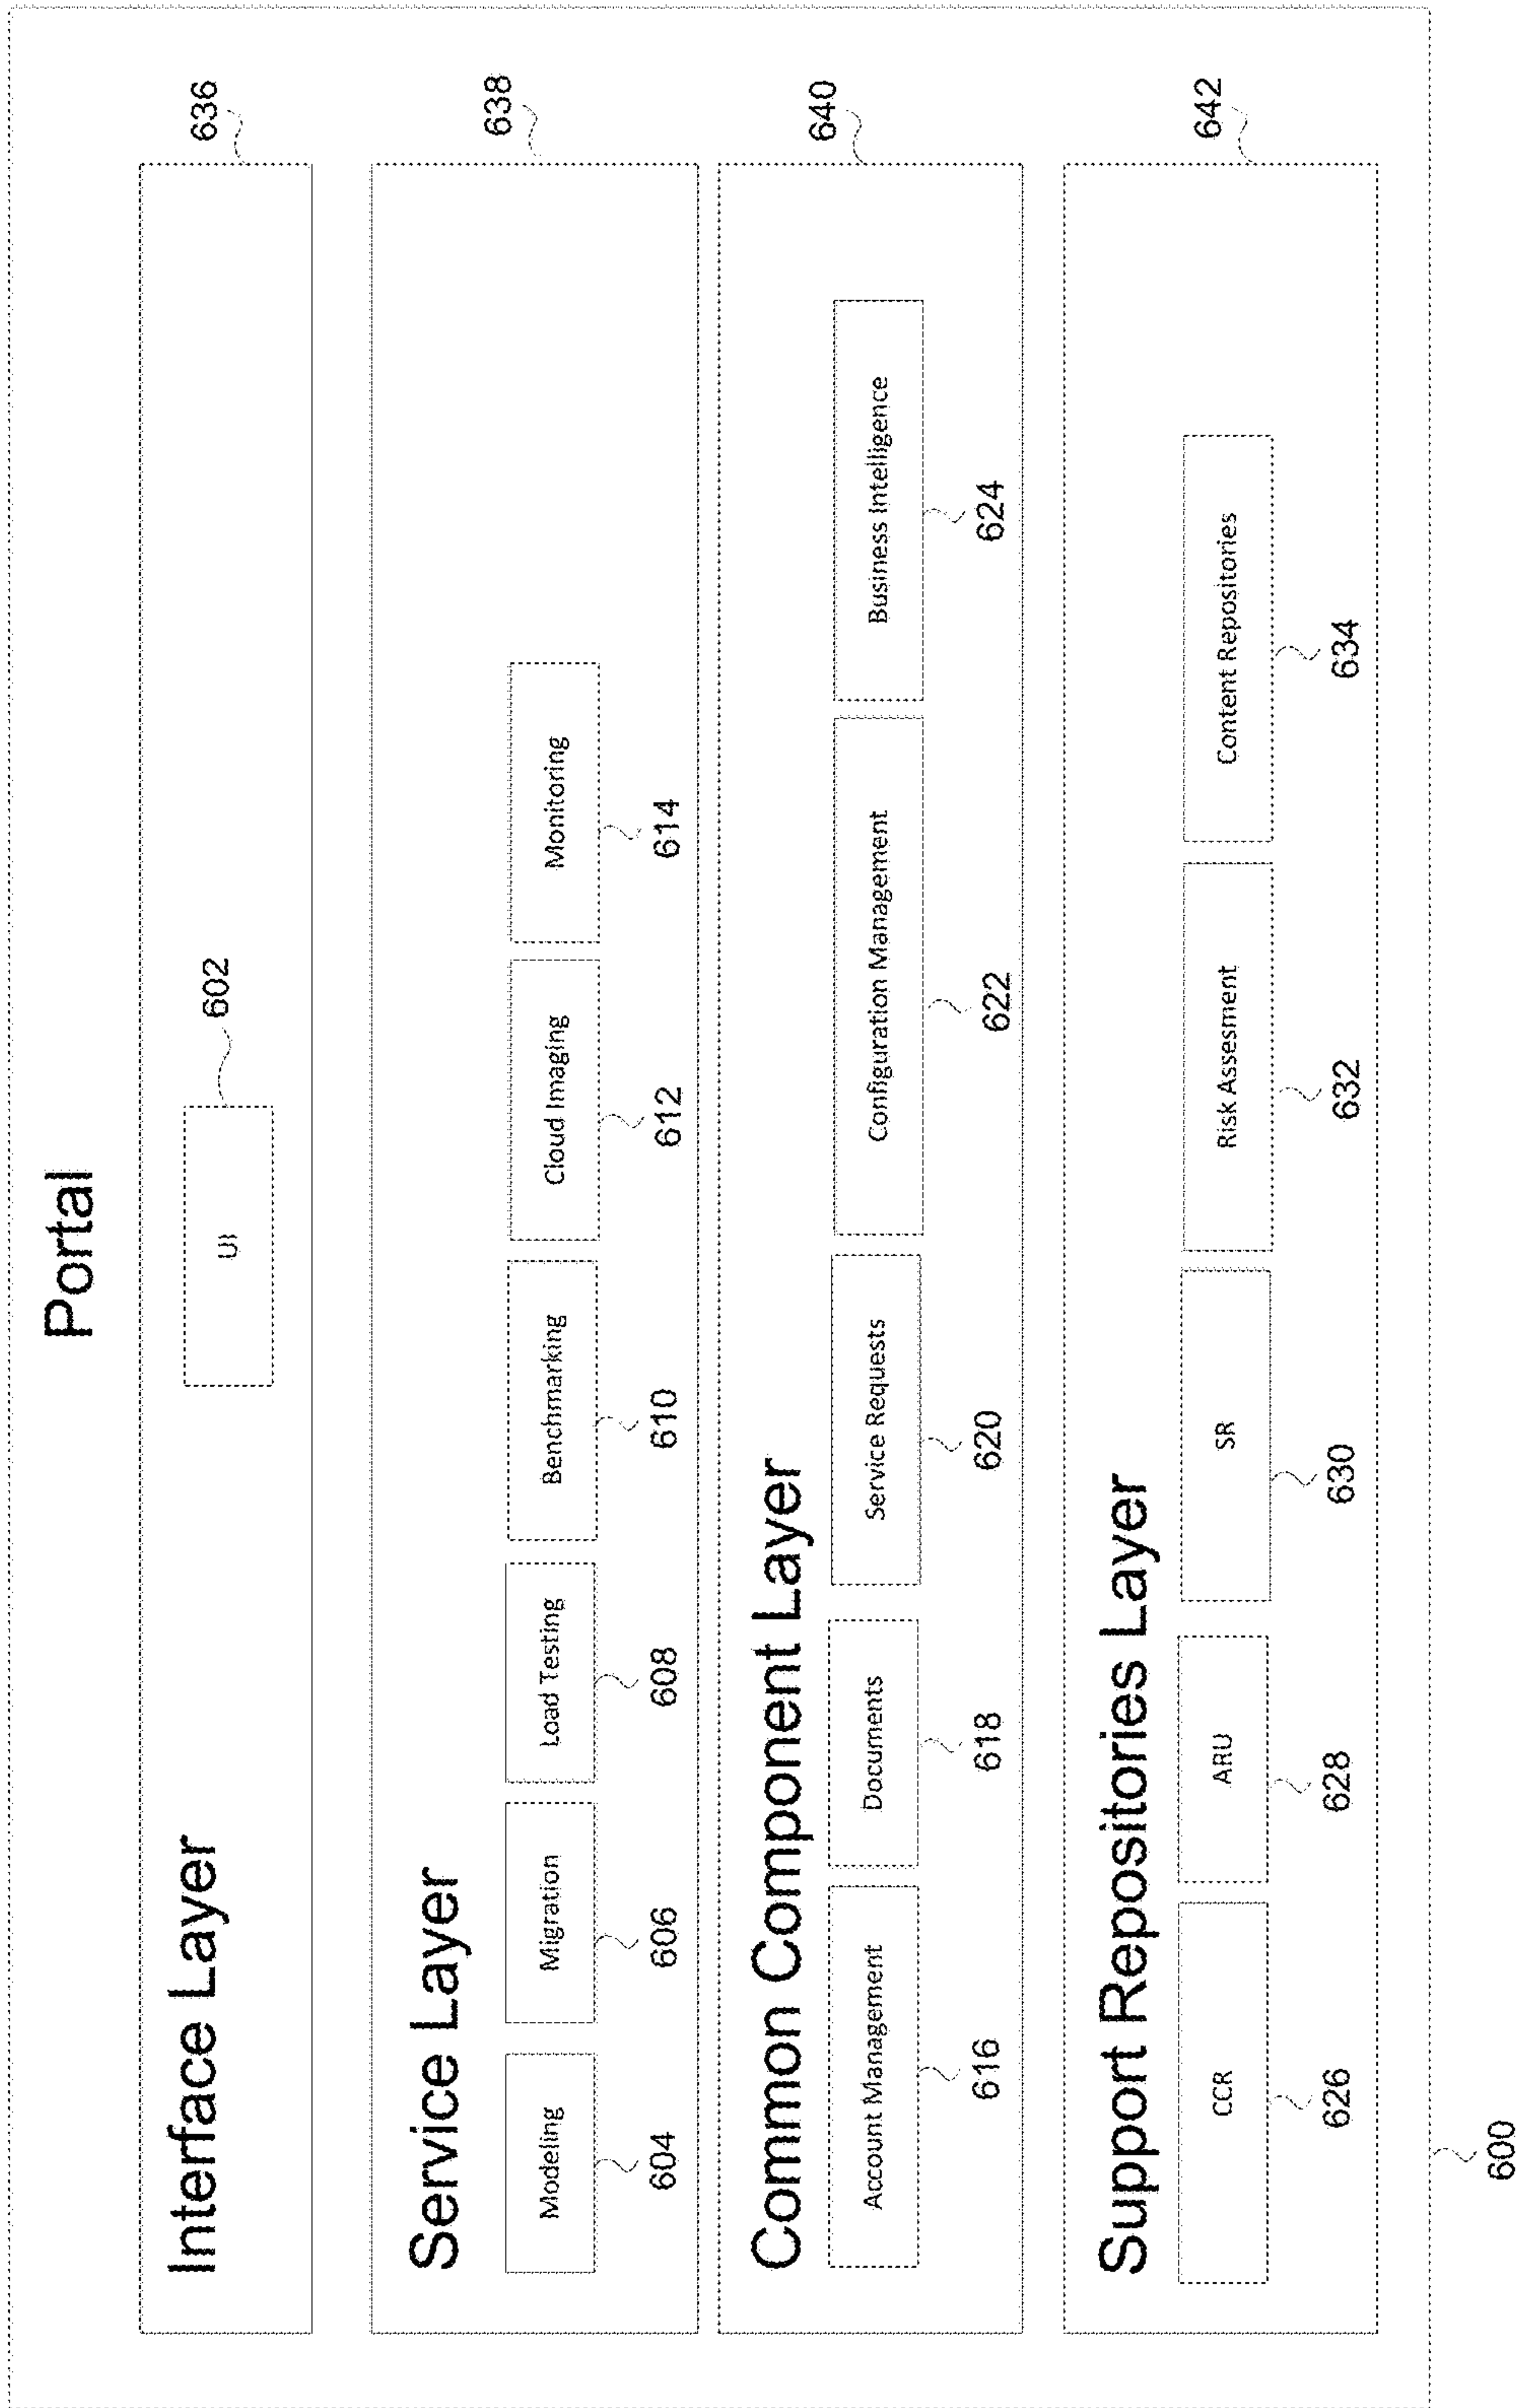 Portal
Interface Layer
636
UI
602
Service Layer
638
Modeling
Migration
Load Testing
Benchmarking
Cloud Imaging
Monitoring
604
606
608
610
612
614
Common Component Layer
640
Account Management
Documents
Service Requests
Configuration Management
Business Intelligence
616
618
620
622
624
Support Repositories Layer
642
CCR
ARU
SR
Risk Assesment
Content Repositories
626
628
630
632
634
600